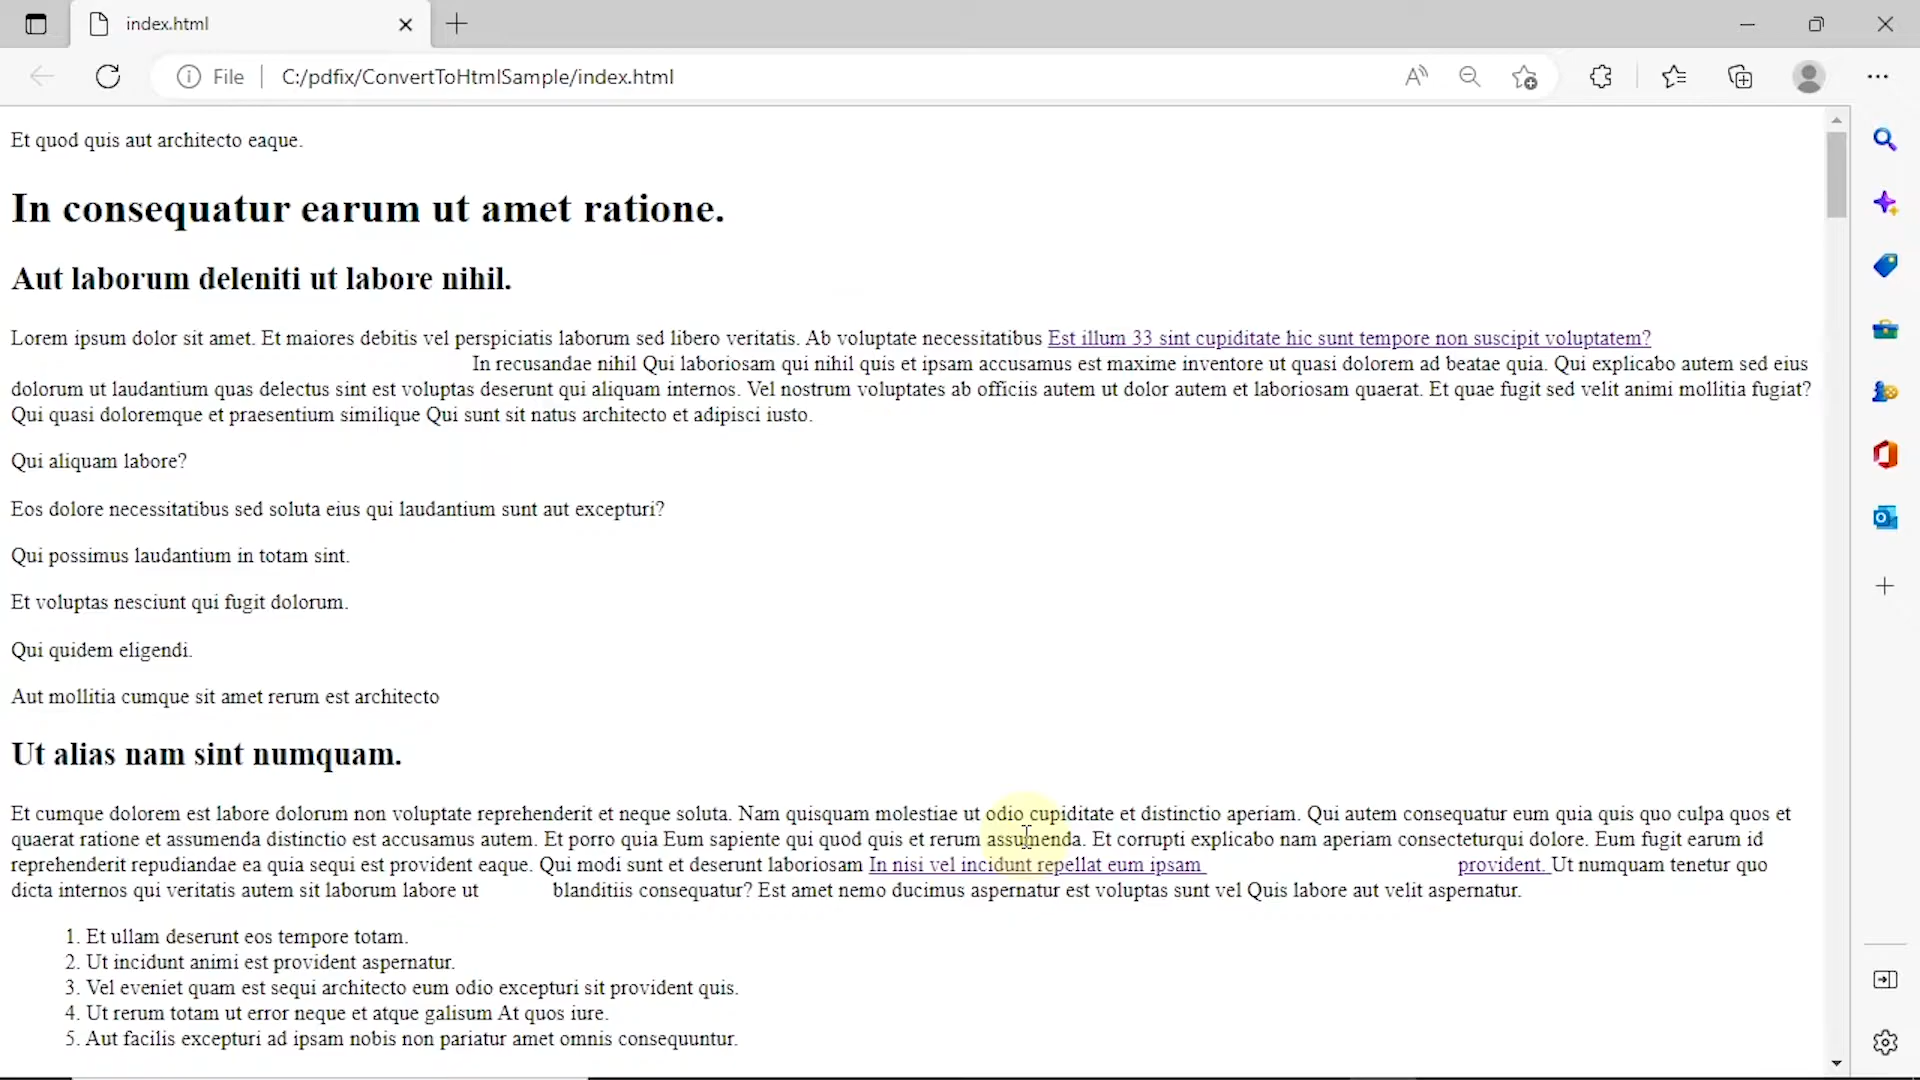 index.html
File
C:/pdfix/ConvertToHtmlSample/index.html
Et quod quis aut architecto eaque.
In consequatur earum ut amet ratione.
Aut laborum deleniti ut labore nihil.
Lorem ipsum dolor sit amet. Et maiores debitis vel perspiciatis laborum sed libero veritatis. Ab voluptate necessitatibus Est illum 33 sint cupiditate hic sunt tempore non suscipit voluptatem?
In recusandae nihil Qui laboriosam qui nihil quis et ipsam accusamus est maxime inventore ut quasi dolorem ad beatae quia. Qui explicabo autem sed eius
dolorum ut laudantium quas delectus sint est voluptas deserunt qui aliquam internos. Vel nostrum voluptates ab officiis autem ut dolor autem et laboriosam quaerat. Et quae fugit sed velit animi mollitia fugiat?
Qui quasi doloremque et praesentium similique Qui sunt sit natus architecto et adipisci iusto.
Qui aliquam labore?
Eos dolore necessitatibus sed soluta eius qui laudantium sunt aut excepturi?
Qui possimus laudantium in totam sint.
Et voluptas nesciunt qui fugit dolorum.
Qui quidem eligendi.
Aut mollitia cumque sit amet rerum est architecto
Ut alias nam sint numquam.
Et cumque dolorem est labore dolorum non voluptate reprehenderit et neque soluta. Nam quisquam molestiae ut odio cupiditate et distinctio aperiam. Qui autem consequatur eum quia quis quo culpa quos et
quaerat ratione et assumenda distinctio est accusamus autem. Et porro quia Eum sapiente qui quod quis et rerum assumenda. Et corrupti explicabo nam aperiam consecteturqui dolore. Eum fugit earum id
reprehenderit repudiandae ea quia sequi est provident eaque. Qui modi sunt et deserunt laboriosam In nisi vel incidunt repellat eum ipsam provident. Ut numquam tenetur quo
dicta internos qui veritatis autem sit laborum labore ut blanditiis consequatur? Est amet nemo ducimus aspernatur est voluptas sunt vel Quis labore aut velit aspernatur.
1. Et ullam deserunt eos tempore totam.
2. Ut incidunt animi est provident aspernatur.
3. Vel eveniet quam est sequi architecto eum odio excepturi sit provident quis.
4. Ut rerum totam ut error neque et atque galisum At quos iure.
5. Aut facilis excepturi ad ipsam nobis non pariatur amet omnis consequuntur.